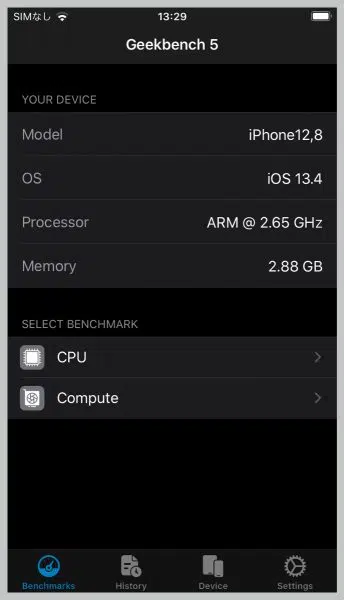 SIMなし 13:29
Geekbench 5
YOUR DEVICE
Model iPhone12,8
OS iOS 13.4
Processor ARM @ 2.65 GHz
Memory 2.88 GB
SELECT BENCHMARK
CPU
Compute
Benchmarks History Device Settings